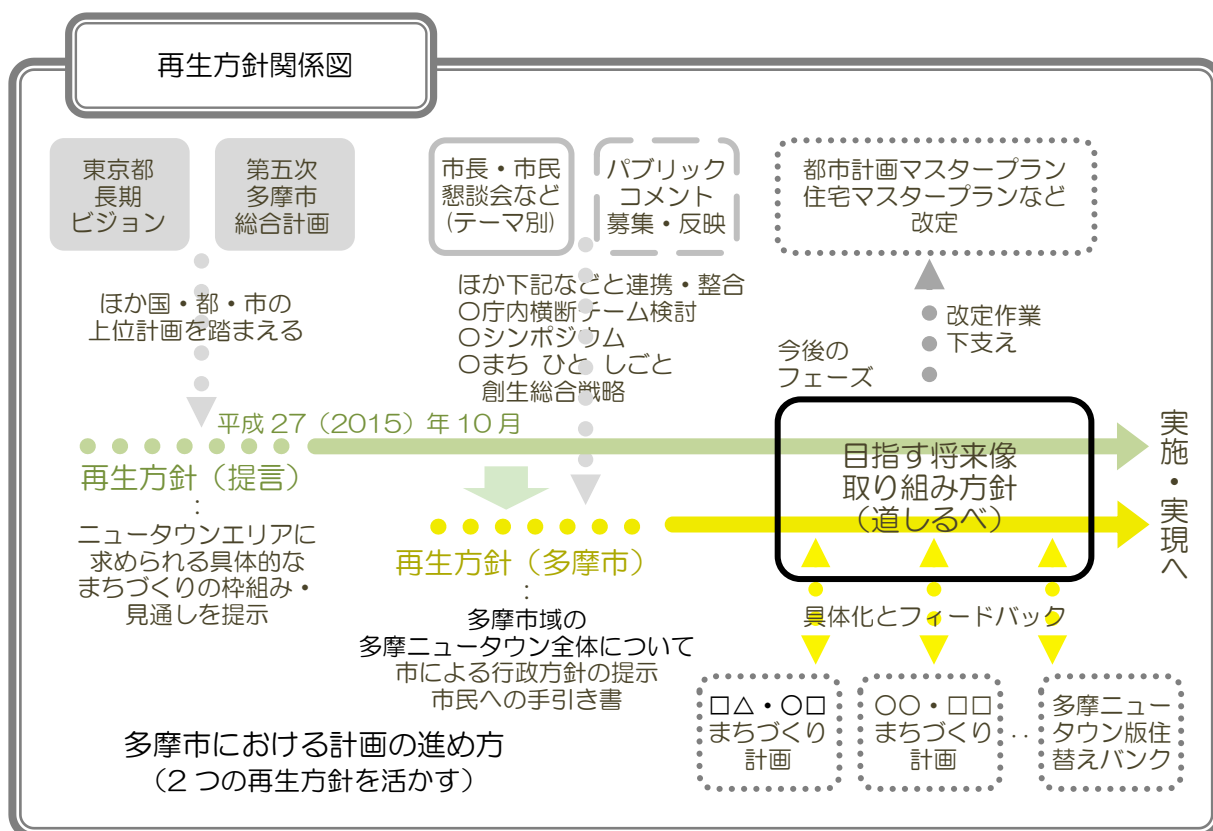 再生方針関係図
東京都
長期
ビジョン
第五次
多摩市
総合計画
市長・市民
懇談会など
(テーマ別)
パブリック
コメント
募集・反映
都市計画マスタープラン
住宅マスタープランなど
改定
ほか国・都・市の
上位計画を踏まえる
ほか下記などと連携・整合
〇庁内横断チーム検討
〇シンポジウム
〇まち ひと しごと
創生総合戦略
改定作業
下支え
今後の
フェーズ
平成 27（2015）年 10 月
再生方針（提言）
:
ニュータウンエリアに
求められる具体的な
まちづくりの枠組み・
見通しを提示
目指す将来像
取り組み方針
（道しるべ）
実施・実現へ
再生方針（多摩市）
:
多摩市域の
多摩ニュータウン全体について
市による行政方針の提示
市民への手引き書
具体化とフィードバック
□△・〇□
まちづくり
計画
〇〇・□□
まちづくり
計画
‥
多摩ニュー
タウン版住
替えバンク
多摩市における計画の進め方
（2 つの再生方針を活かす）